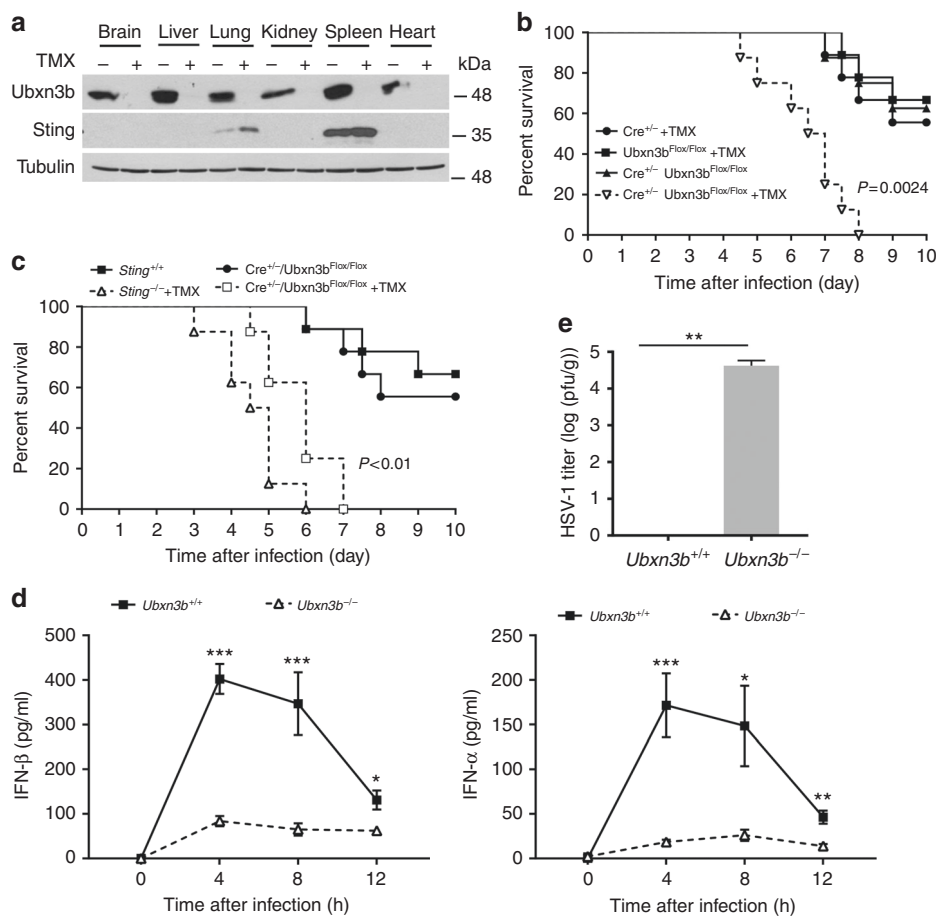 a
Brain Liver Lung Kidney Spleen Heart
TMX − + − + − + − + − + − + kDa
Ubxn3b 48
Sting 35
Tubulin 48
b
Percent survival
100
80
60
40
20
0
Cre+/− +TMX
Ubxn3bFlox/Flox +TMX
Cre+/− Ubxn3bFlox/Flox
Cre+/− Ubxn3bFlox/Flox +TMX
P=0.0024
0 1 2 3 4 5 6 7 8 9 10
Time after infection (day)
c
Sting+/+ Cre+/−/Ubxn3bFlox/Flox
Sting−/−+TMX Cre+/−/Ubxn3bFlox/Flox +TMX
Percent survival
100
80
60
40
20
0
P<0.01
0 1 2 3 4 5 6 7 8 9 10
Time after infection (day)
e
HSV-1 titer (log (pfu/g))
**
5
4
3
2
1
0
Ubxn3b+/+ Ubxn3b−/−
d
Ubxn3b+/+ Ubxn3b−/−
IFN-β (pg/ml)
500
400
300
200
100
0
*** *** *
0 4 8 12
Time after infection (h)
Ubxn3b+/+ Ubxn3b−/−
IFN-α (pg/ml)
250
200
150
100
50
0
*** * **
0 4 8 12
Time after infection (h)